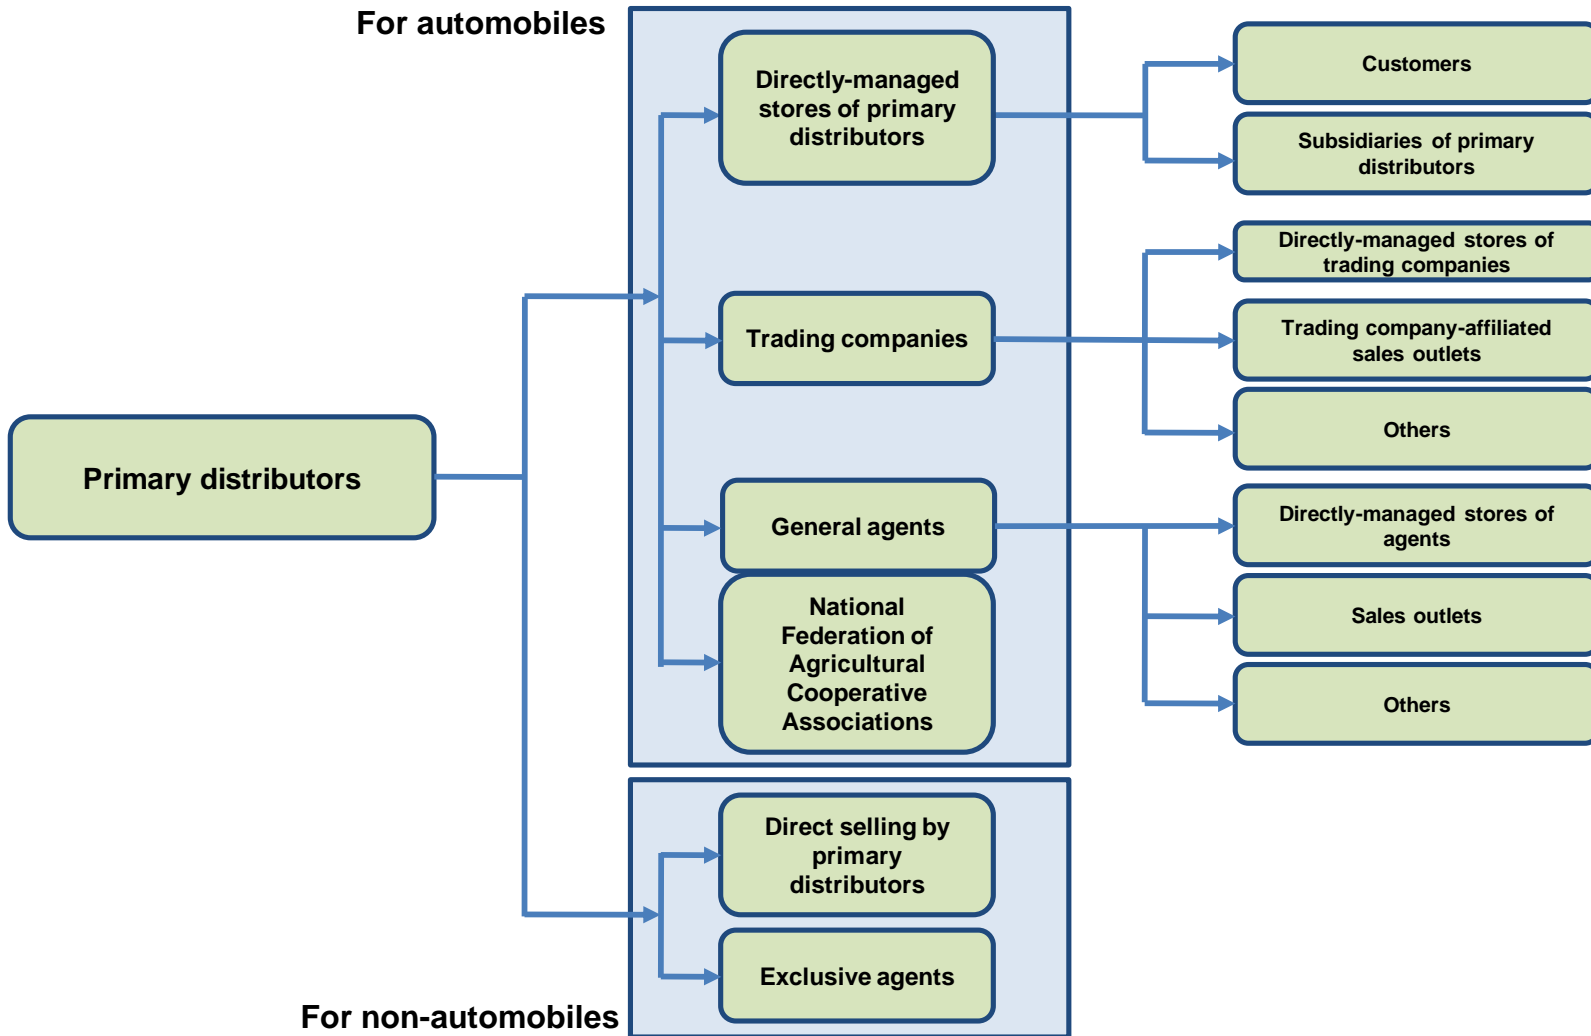 For automobiles
Primary distributors
Directly-managed
stores of primary
distributors
Trading companies
General agents
National
Federation of
Agricultural
Cooperative
Associations
Customers
Subsidiaries of primary
distributors
Directly-managed stores of
trading companies
Trading company-affiliated
sales outlets
Others
Directly-managed stores of
agents
Sales outlets
Others
Direct selling by
primary
distributors
Exclusive agents
For non-automobiles